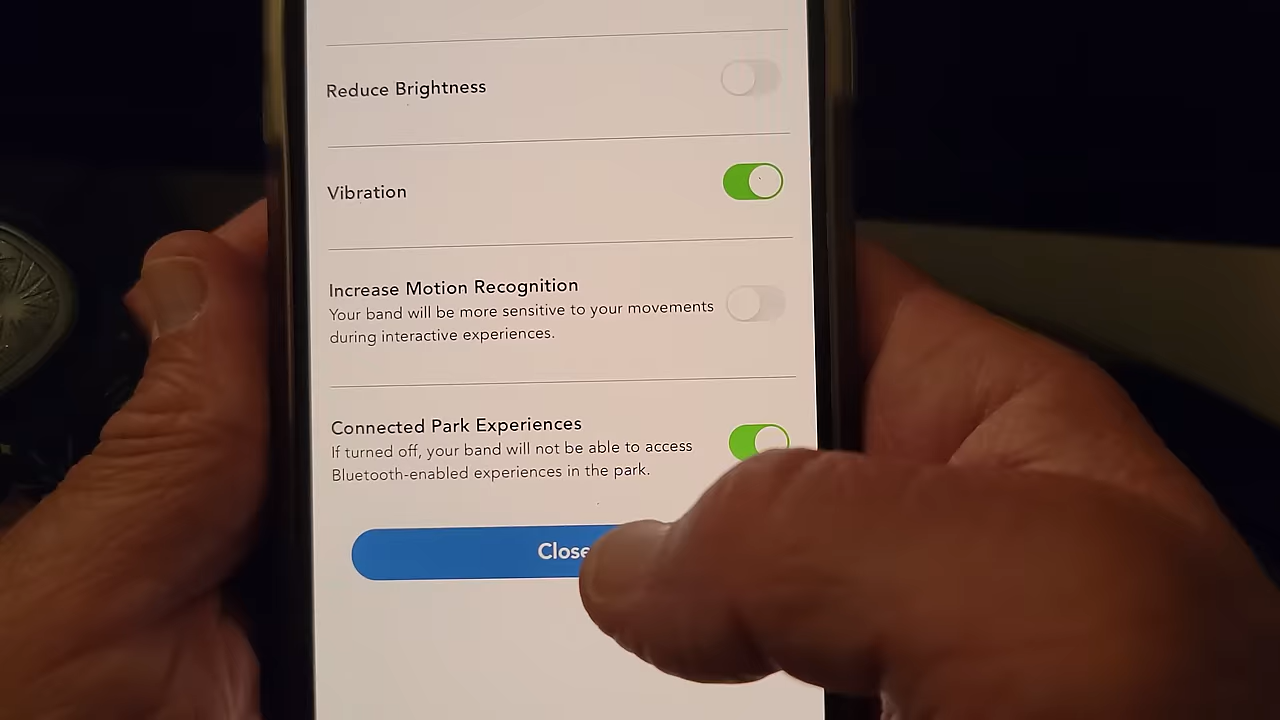 Reduce Brightness
Vibration
Increase Motion Recognition
Your band will be more sensitive to your movements
during interactive experiences.
Connected Park Experiences
If turned off, your band will not be able to access
Bluetooth-enabled experiences in the park.
Close